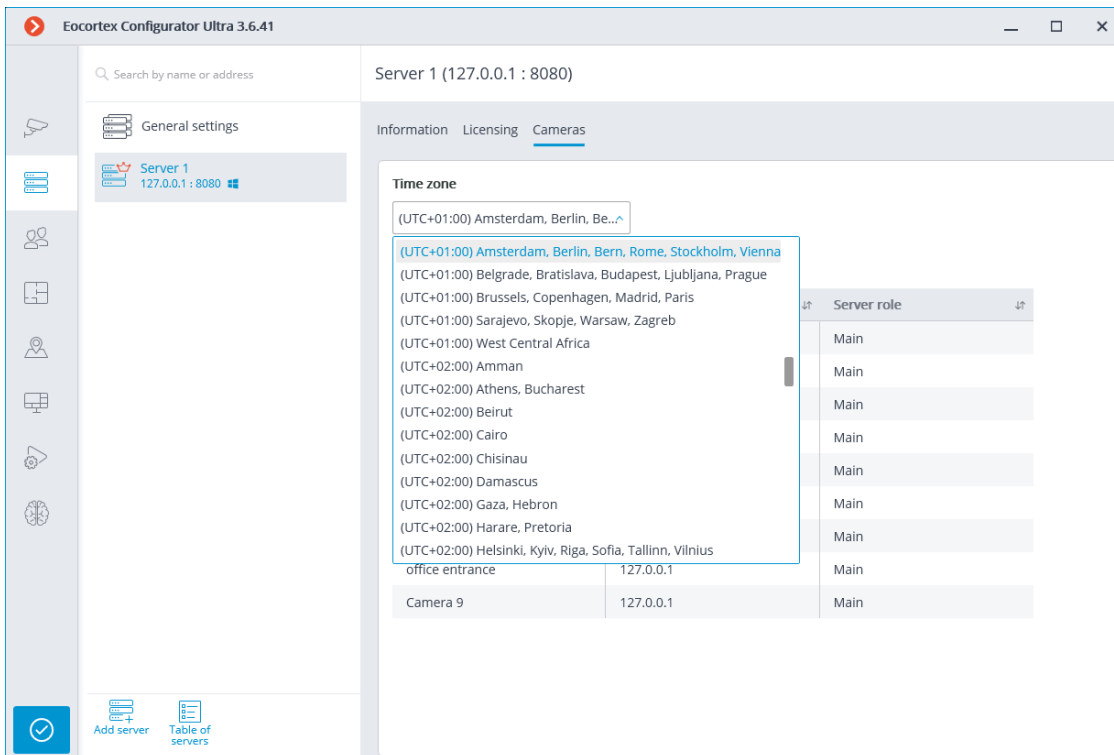 Eocortex Configurator Ultra 3.6.41
Search by name or address
General settings
Server 1
127.0.0.1 : 8080
Add server
Table of
servers
Server 1 (127.0.0.1 : 8080)
Information Licensing Cameras
Time zone
(UTC+01:00) Amsterdam, Berlin, Be...
(UTC+01:00) Amsterdam, Berlin, Bern, Rome, Stockholm, Vienna
(UTC+01:00) Belgrade, Bratislava, Budapest, Ljubljana, Prague
(UTC+01:00) Brussels, Copenhagen, Madrid, Paris
(UTC+01:00) Sarajevo, Skopje, Warsaw, Zagreb
(UTC+01:00) West Central Africa
(UTC+02:00) Amman
(UTC+02:00) Athens, Bucharest
(UTC+02:00) Beirut
(UTC+02:00) Cairo
(UTC+02:00) Chisinau
(UTC+02:00) Damascus
(UTC+02:00) Gaza, Hebron
(UTC+02:00) Harare, Pretoria
(UTC+02:00) Helsinki, Kyiv, Riga, Sofia, Tallinn, Vilnius
Server role
Main
Main
Main
Main
Main
Main
Main
office entrance 127.0.0.1 Main
Camera 9 127.0.0.1 Main